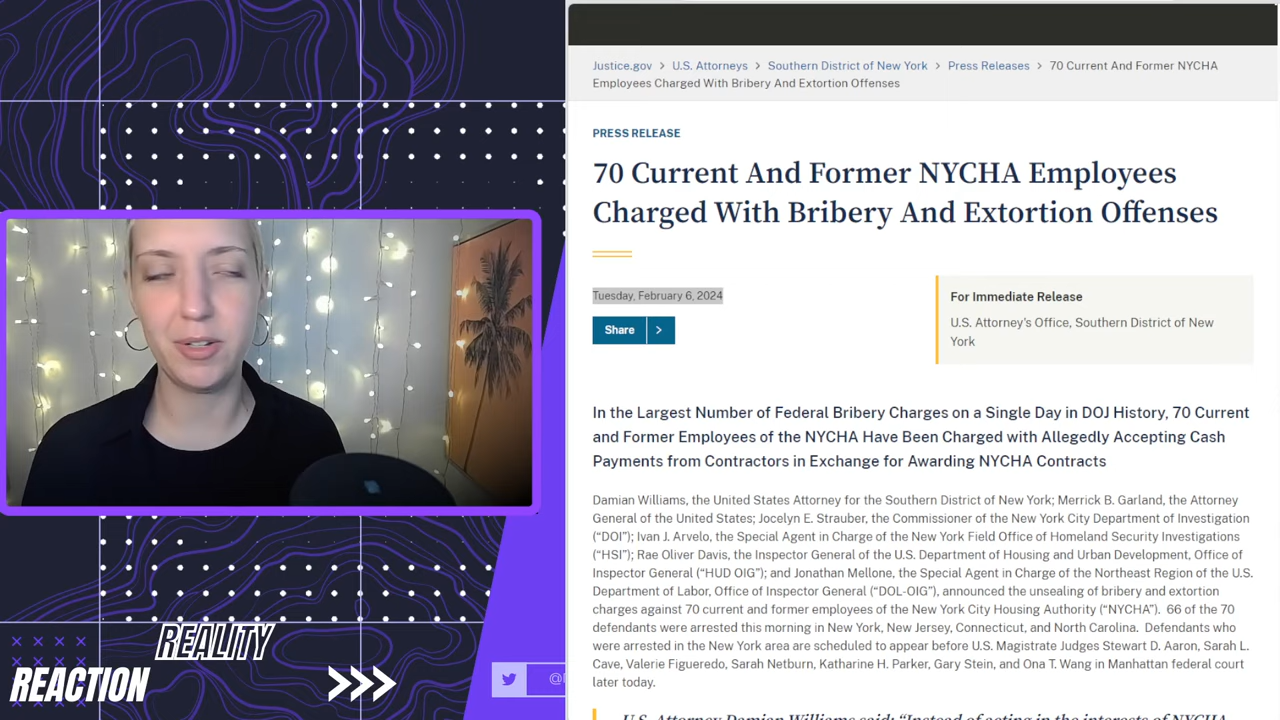 Justice.gov > U.S. Attorneys > Southern District of New York > Press Releases > 70 Current And Former NYCHA
Employees Charged With Bribery And Extortion Offenses
PRESS RELEASE
70 Current And Former NYCHA Employees
Charged With Bribery And Extortion Offenses
Tuesday, February 6, 2024
Share >
For Immediate Release
U.S. Attorney's Office, Southern District of New
York
In the Largest Number of Federal Bribery Charges on a Single Day in DOJ History, 70 Current
and Former Employees of the NYCHA Have Been Charged with Allegedly Accepting Cash
Payments from Contractors in Exchange for Awarding NYCHA Contracts
Damian Williams, the United States Attorney for the Southern District of New York; Merrick B. Garland, the Attorney
General of the United States; Jocelyn E. Strauber, the Commissioner of the New York City Department of Investigation
(“DOI”); Ivan J. Arvelo, the Special Agent in Charge of the New York Field Office of Homeland Security Investigations
(“HSI”); Rae Oliver Davis, the Inspector General of the U.S. Department of Housing and Urban Development, Office of
Inspector General (“HUD OIG”); and Jonathan Mellone, the Special Agent in Charge of the Northeast Region of the U.S.
Department of Labor, Office of Inspector General (“DOL-OIG”), announced the unsealing of bribery and extortion
charges against 70 current and former employees of the New York City Housing Authority (“NYCHA”).  66 of the 70
defendants were arrested this morning in New York, New Jersey, Connecticut, and North Carolina.  Defendants who
were arrested in the New York area are scheduled to appear before U.S. Magistrate Judges Stewart D. Aaron, Sarah L.
Cave, Valerie Figueredo, Sarah Netburn, Katharine H. Parker, Gary Stein, and Ona T. Wang in Manhattan federal court
later today.
U.S. Attorney Damian Williams said: “Instead of acting in the interests of NYCHA
REALITY
REACTION
>>>